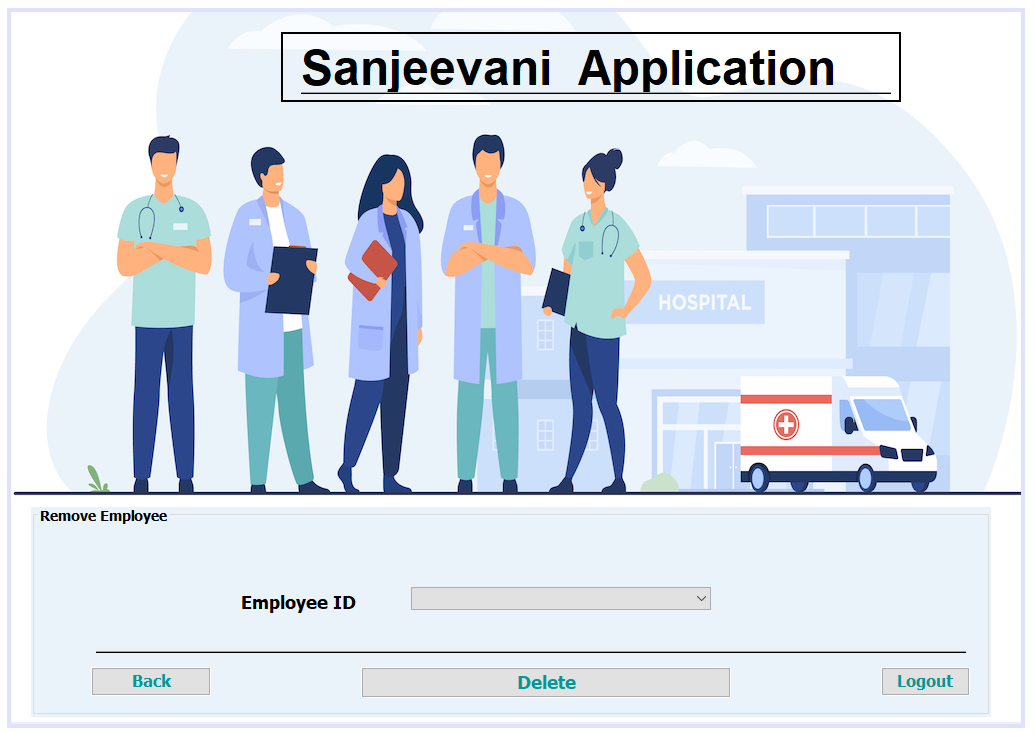 Sanjeevani Application
HOSPITAL
Remove Employee
Employee ID
Back
Delete
Logout